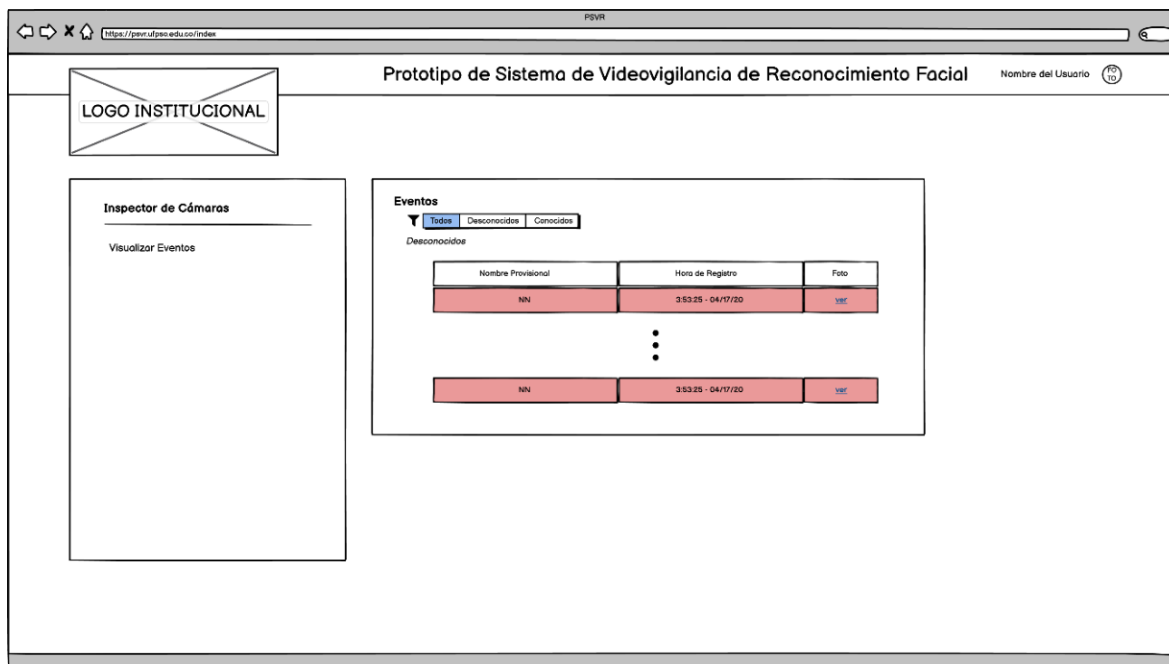 PSVR
https://psvr.ufpso.edu.co/index
Prototipo de Sistema de Videovigilancia de Reconocimiento Facial
Nombre del Usuario
FO
TO
LOGO INSTITUCIONAL
Inspector de Cámaras
Visualizar Eventos
Eventos
Todos Desconocidos Conocidos
Desconocidos
Nombre Provisional Hora de Registro Foto
NN 3:53:25 - 04/17/20 ver
NN 3:53:25 - 04/17/20 ver